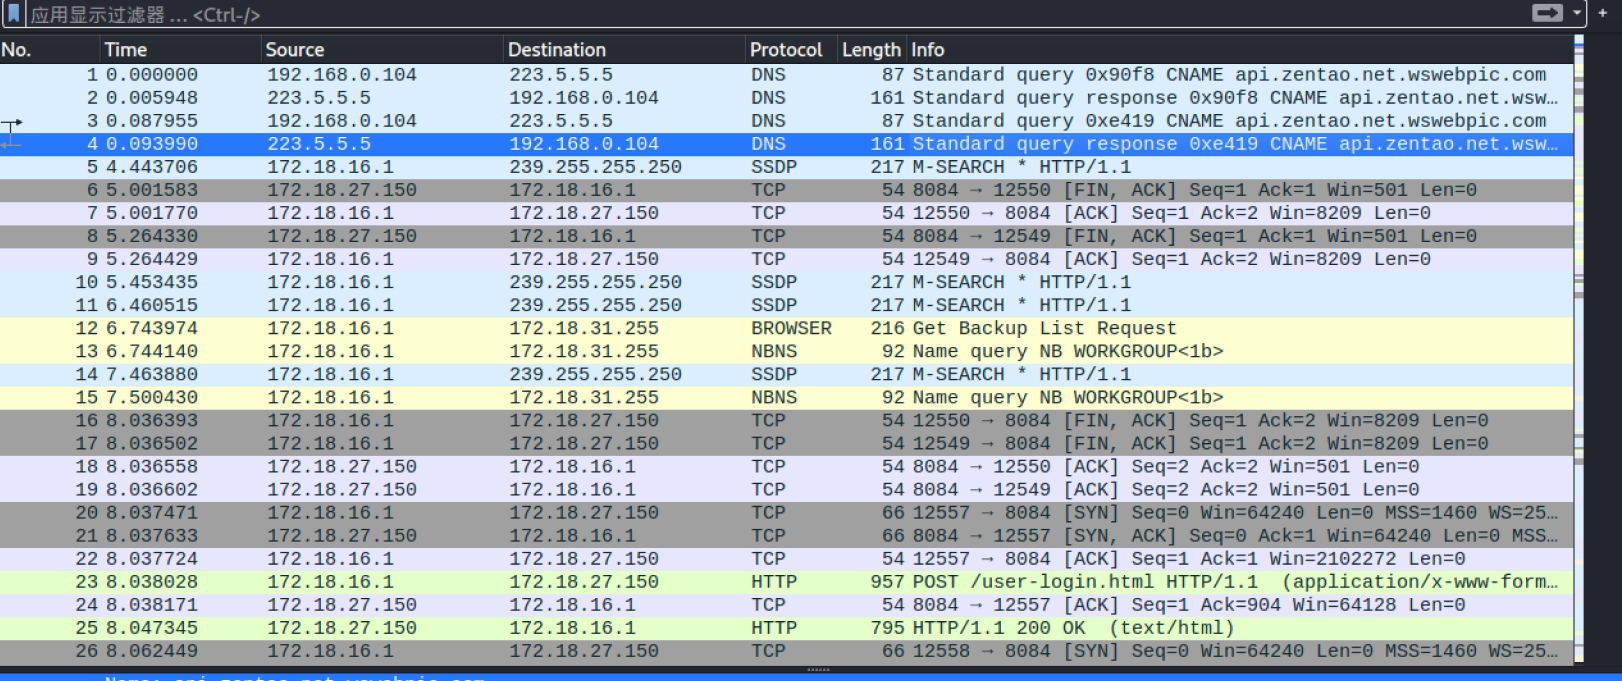 应用显示过滤器 … <Ctrl-/>
No. Time Source Destination Protocol Length Info
1 0.000000 192.168.0.104 223.5.5.5 DNS 87 Standard query 0x90f8 CNAME api.zentao.net.wswebpic.com
2 0.005948 223.5.5.5 192.168.0.104 DNS 161 Standard query response 0x90f8 CNAME api.zentao.net.wsw…
3 0.087955 192.168.0.104 223.5.5.5 DNS 87 Standard query 0xe419 CNAME api.zentao.net.wswebpic.com
4 0.093990 223.5.5.5 192.168.0.104 DNS 161 Standard query response 0xe419 CNAME api.zentao.net.wsw…
5 4.443706 172.18.16.1 239.255.255.250 SSDP 217 M-SEARCH * HTTP/1.1
6 5.001583 172.18.27.150 172.18.16.1 TCP 54 8084 → 12550 [FIN, ACK] Seq=1 Ack=1 Win=501 Len=0
7 5.001770 172.18.16.1 172.18.27.150 TCP 54 12550 → 8084 [ACK] Seq=1 Ack=2 Win=8209 Len=0
8 5.264330 172.18.27.150 172.18.16.1 TCP 54 8084 → 12549 [FIN, ACK] Seq=1 Ack=1 Win=501 Len=0
9 5.264429 172.18.16.1 172.18.27.150 TCP 54 12549 → 8084 [ACK] Seq=1 Ack=2 Win=8209 Len=0
10 5.453435 172.18.16.1 239.255.255.250 SSDP 217 M-SEARCH * HTTP/1.1
11 6.460515 172.18.16.1 239.255.255.250 SSDP 217 M-SEARCH * HTTP/1.1
12 6.743974 172.18.16.1 172.18.31.255 BROWSER 216 Get Backup List Request
13 6.744140 172.18.16.1 172.18.31.255 NBNS 92 Name query NB WORKGROUP<1b>
14 7.463880 172.18.16.1 239.255.255.250 SSDP 217 M-SEARCH * HTTP/1.1
15 7.500430 172.18.16.1 172.18.31.255 NBNS 92 Name query NB WORKGROUP<1b>
16 8.036393 172.18.16.1 172.18.27.150 TCP 54 12550 → 8084 [FIN, ACK] Seq=1 Ack=2 Win=8209 Len=0
17 8.036502 172.18.16.1 172.18.27.150 TCP 54 12549 → 8084 [FIN, ACK] Seq=1 Ack=2 Win=8209 Len=0
18 8.036558 172.18.27.150 172.18.16.1 TCP 54 8084 → 12550 [ACK] Seq=2 Ack=2 Win=501 Len=0
19 8.036602 172.18.27.150 172.18.16.1 TCP 54 8084 → 12549 [ACK] Seq=2 Ack=2 Win=501 Len=0
20 8.037471 172.18.16.1 172.18.27.150 TCP 66 12557 → 8084 [SYN] Seq=0 Win=64240 Len=0 MSS=1460 WS=25…
21 8.037633 172.18.27.150 172.18.16.1 TCP 66 8084 → 12557 [SYN, ACK] Seq=0 Ack=1 Win=64240 Len=0 MSS…
22 8.037724 172.18.16.1 172.18.27.150 TCP 54 12557 → 8084 [ACK] Seq=1 Ack=1 Win=2102272 Len=0
23 8.038028 172.18.16.1 172.18.27.150 HTTP 957 POST /user-login.html HTTP/1.1 (application/x-www-form…
24 8.038171 172.18.27.150 172.18.16.1 TCP 54 8084 → 12557 [ACK] Seq=1 Ack=904 Win=64128 Len=0
25 8.047345 172.18.27.150 172.18.16.1 HTTP 795 HTTP/1.1 200 OK (text/html)
26 8.062449 172.18.16.1 172.18.27.150 TCP 66 12558 → 8084 [SYN] Seq=0 Win=64240 Len=0 MSS=1460 WS=25…
Name: api.zentao.net.wswebpic.com